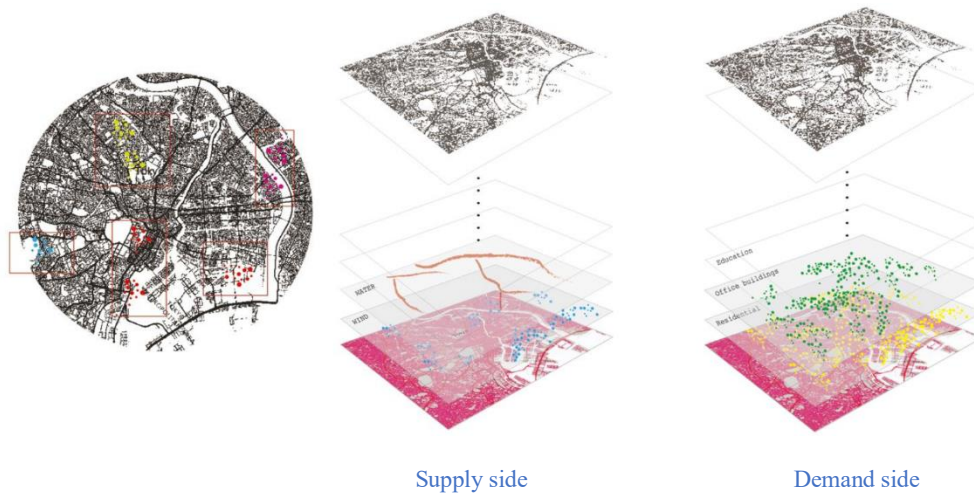 WATER
WIND
Education
Office buildings
Residential
Supply side
Demand side